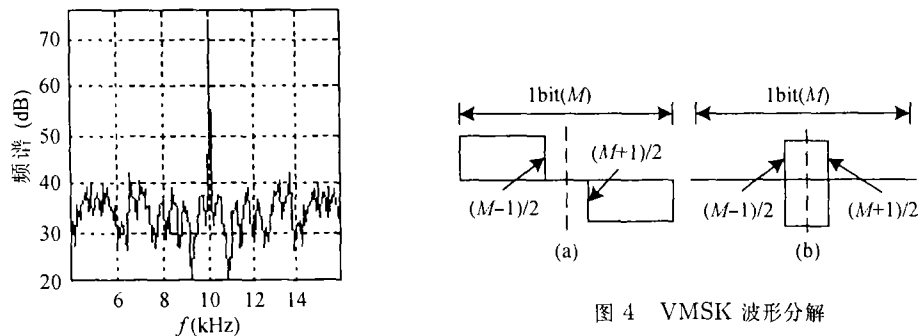 70
60
50
40
30
20
频谱 (dB)
6 8 10 12 14
f(kHz)
1bit(M) 1bit(M)
(M+1)/2
(M−1)/2
(M−1)/2 (M+1)/2
(a) (b)
图 4 VMSK 波形分解